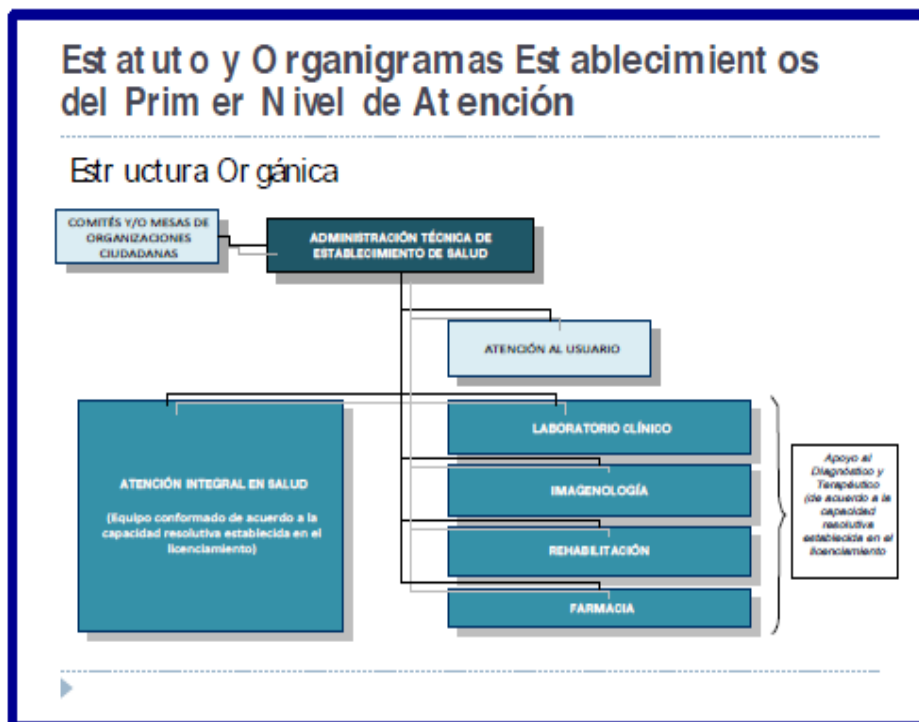 Estatuto y Organigramas Establecimientos
del Primer Nivel de Atención
Estructura Orgánica
COMITÉS Y/O MESAS DE
ORGANIZACIONES
CIUDADANAS
ADMINISTRACIÓN TÉCNICA DE
ESTABLECIMIENTO DE SALUD
ATENCIÓN AL USUARIO
ATENCIÓN INTEGRAL EN SALUD
(Equipo conformado de acuerdo a la
capacidad resolutiva establecida en el
licenciamiento)
LABORATORIO CLÍNICO
IMAGENOLOGÍA
REHABILITACIÓN
FARMACIA
Apoyo al
Diagnóstico y
Terapéutico
(de acuerdo a la
capacidad
resolutiva
establecida en el
licenciamiento